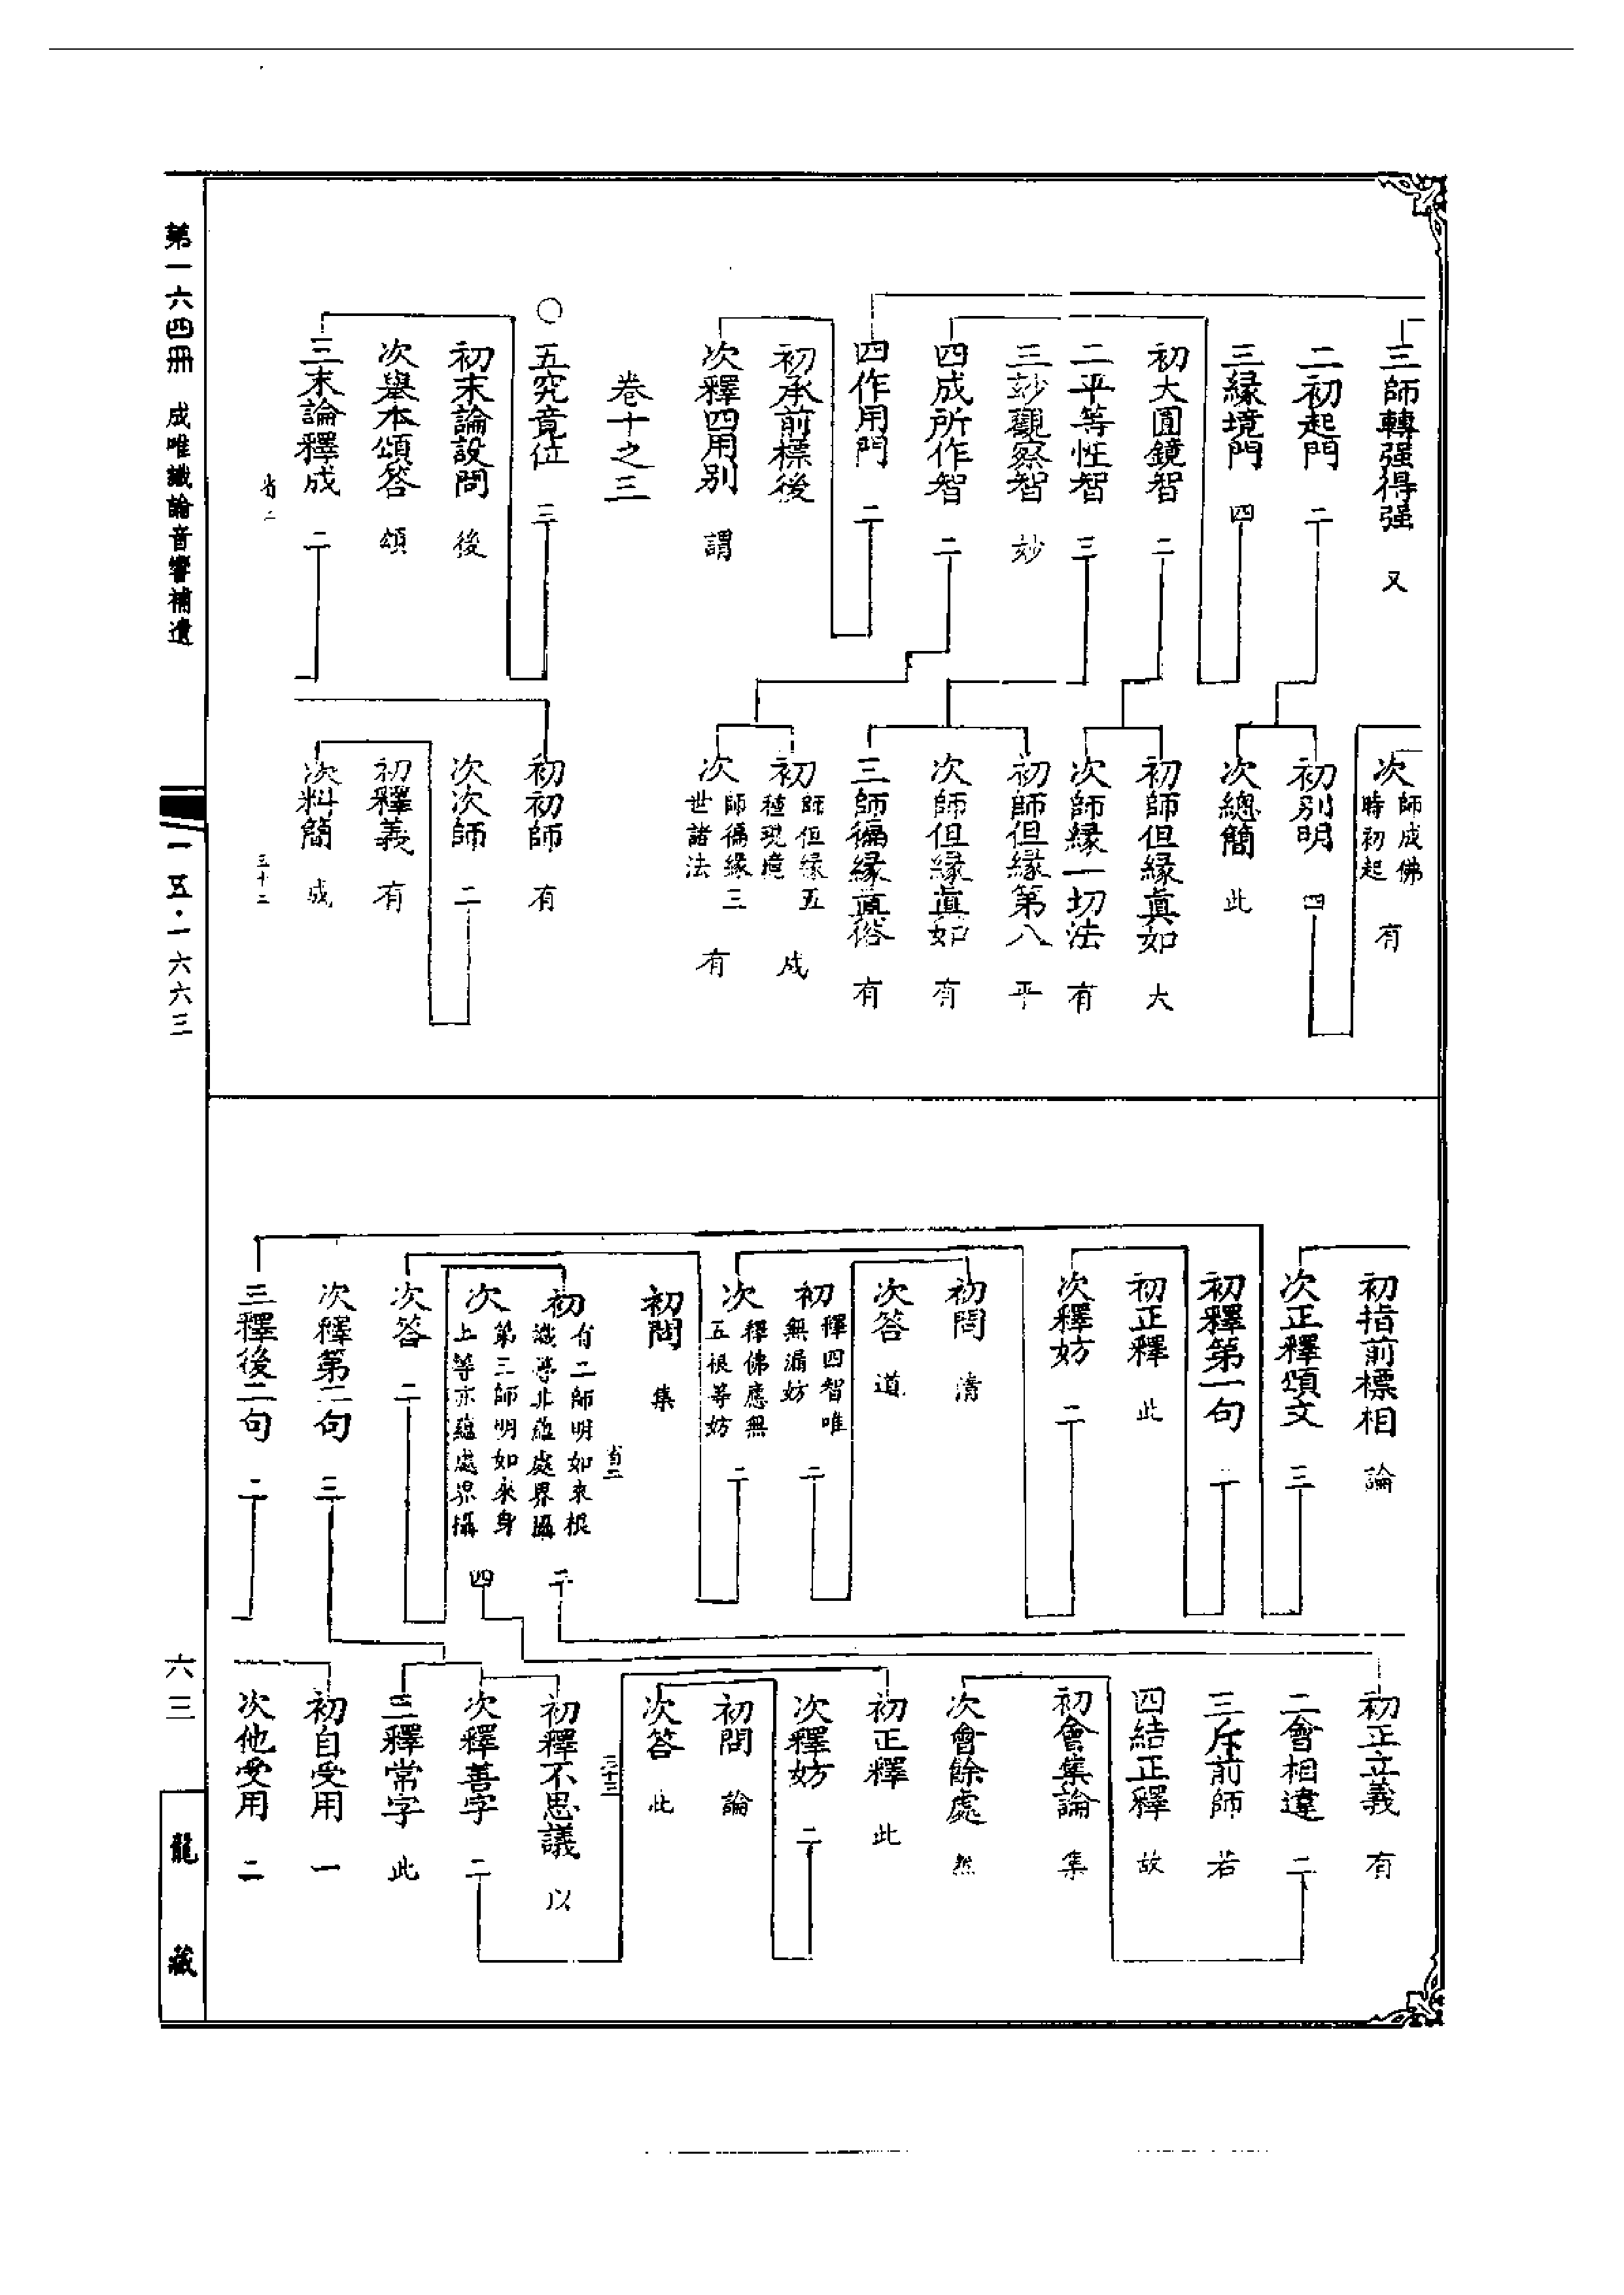 三師轉强得强 又
二初起門 二
三緣境門 四
初大圓鏡智 二
二平等性智 三
三玅觀察智 玅
四成所作智 二
四作用門 二
初承前標後
次釋四用別 謂
卷十之三
○五究竟位 三
初末論設問 後
次舉本頌答 頌
三末論釋成 二
次師成佛時初起 有
初別明 四
次總簡 此
初師但緣眞如 大
次師緣一切法 有
初師但緣第八 平
次師但緣眞如 有
三師徧緣眞俗 有
初師但緣五種現境 成
次師徧緣三世諸法 有
初初師 有
次次師 二
初釋義 有
次料簡 成
三十二
初指前標相 論
次正釋頌文 三
初釋第一句 二
初正釋 此
次釋妨 二
初問 清
次答 道
初釋四智唯無漏妨 二
次釋佛應無五根等妨 二
初問 集
初有二師明如來根識等非蘊處界攝
次第三師明如來身上等亦蘊處界攝 四
次答 二
次釋第二句 三
三釋後二句 二
初正立義 有
二會相違 二
三斥前師 若
四結正釋 故
初會集論 集
次會餘處 然
初正釋 此
次釋妨 二
初問 論
次答 此
三十三
初釋不思議 以
次釋善字 二
三釋常字 此
初自受用 一
次他受用 二
第一六四冊 成唯識論音響補遺
一五·一六六三
六三
龍藏